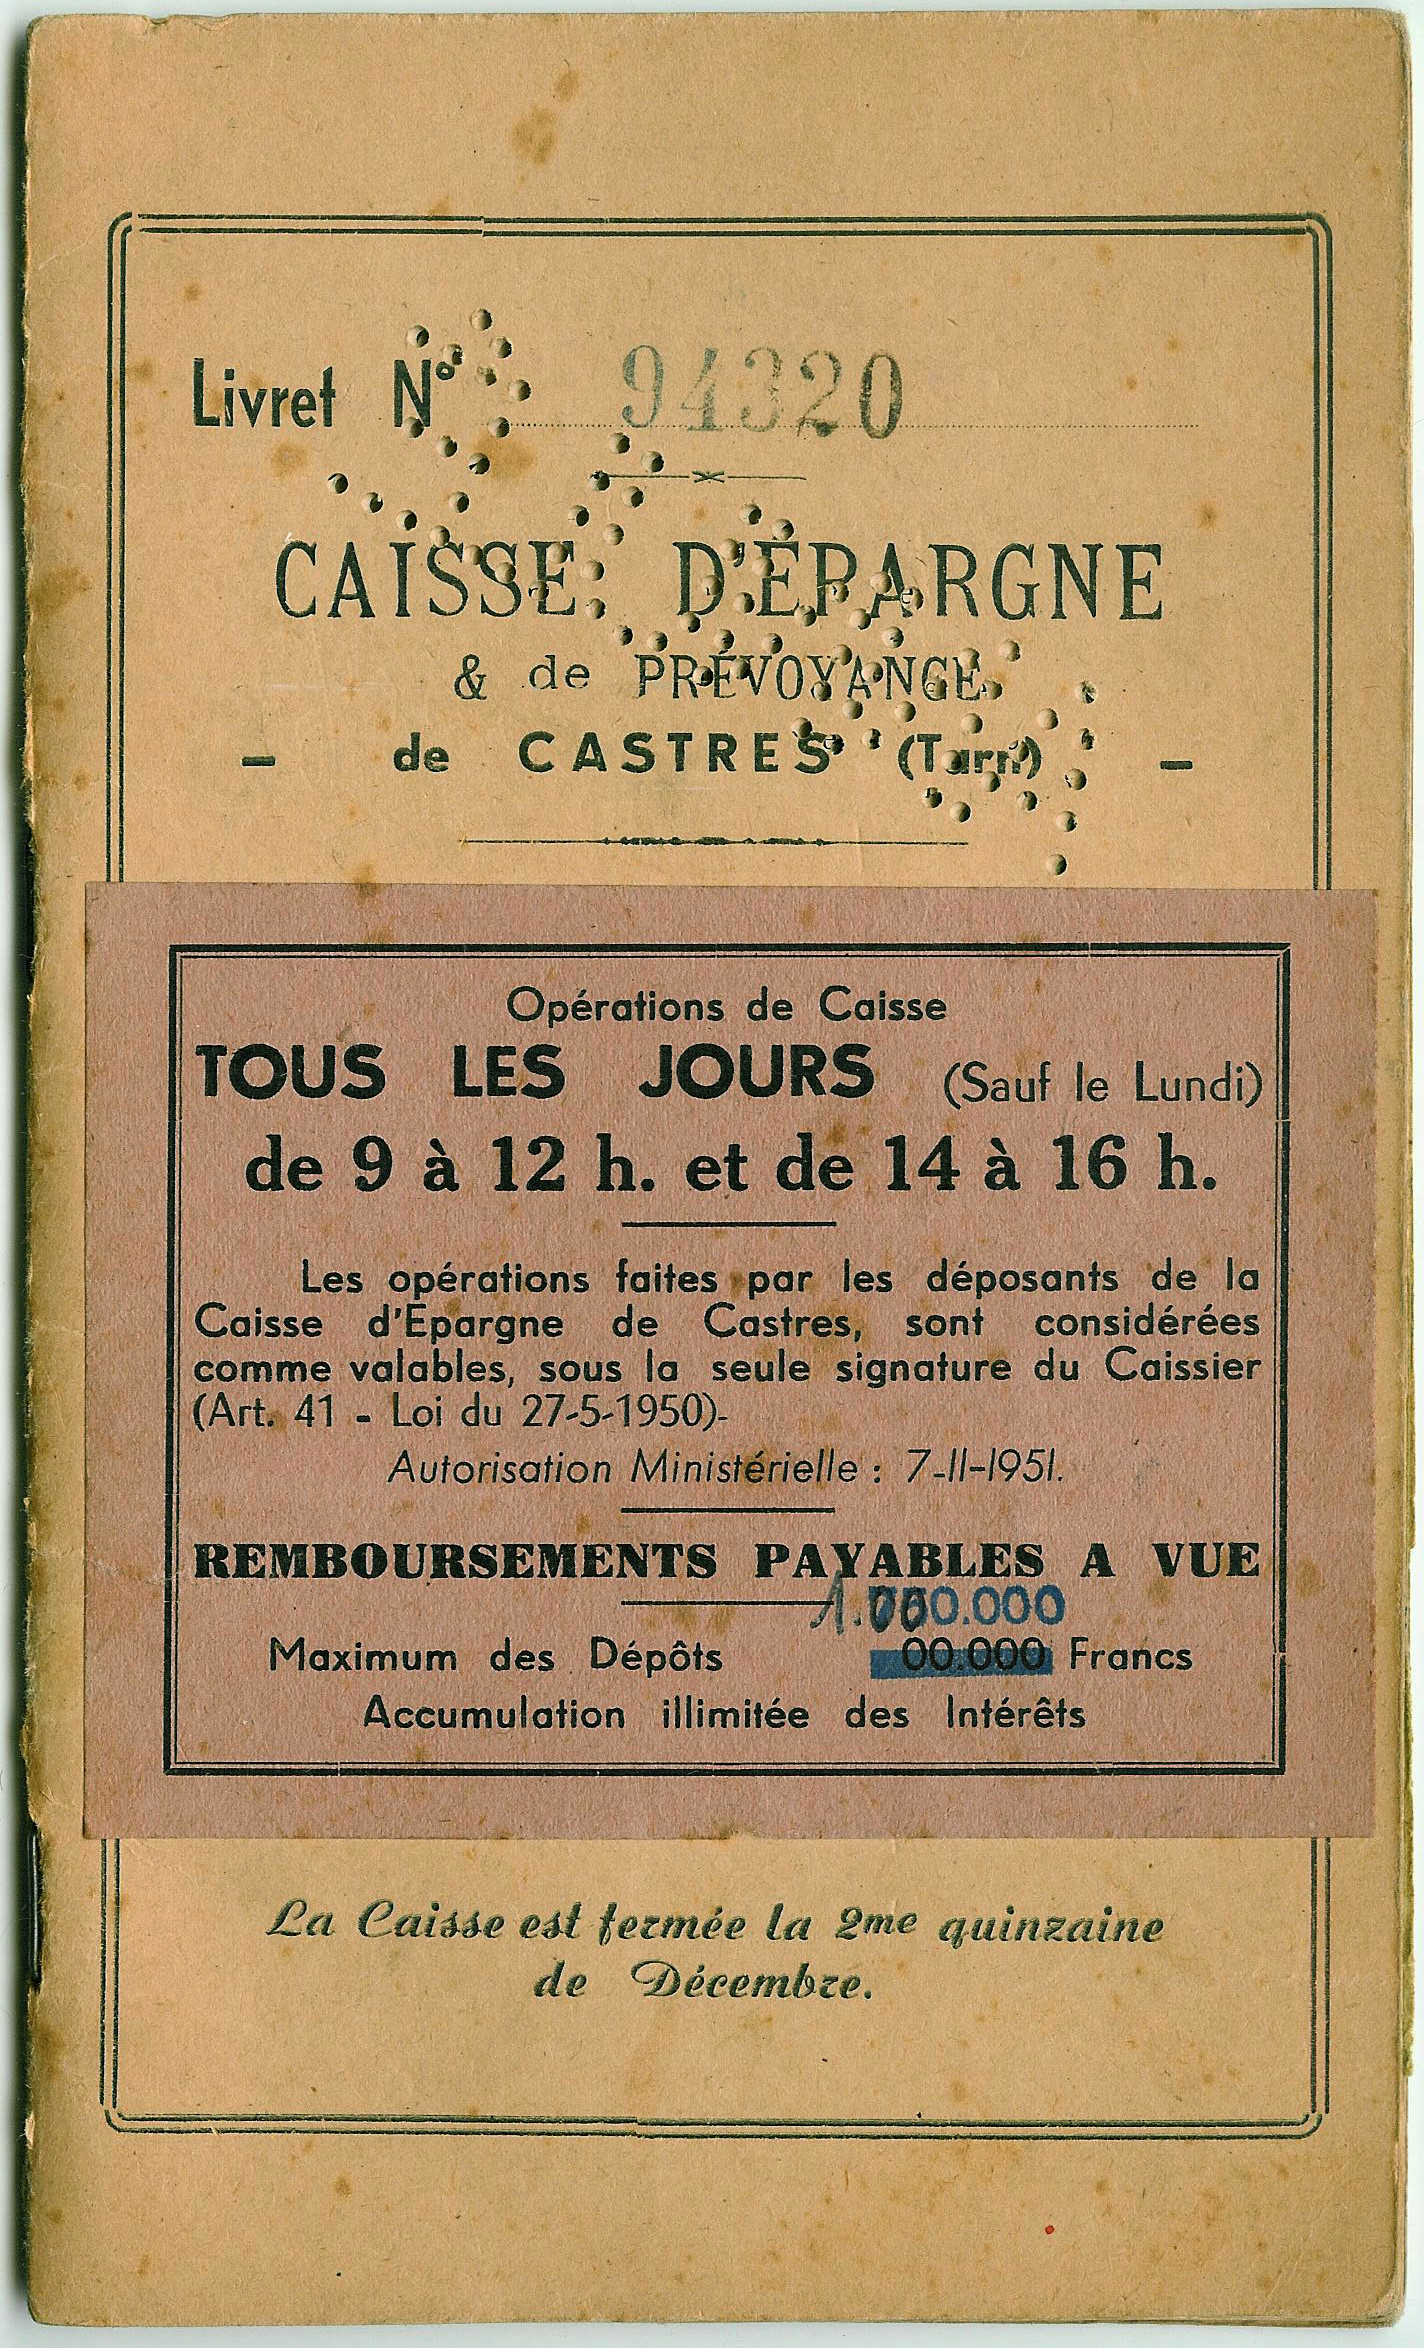 Livret N° 94320
CAISSE D'ÉPARGNE
& de PRÉVOYANCE
- de CASTRES (Tarn) -
Opérations de Caisse
TOUS LES JOURS (Sauf le Lundi)
de 9 à 12 h. et de 14 à 16 h.
Les opérations faites par les déposants de la
Caisse d'Epargne de Castres, sont considérées
comme valables, sous la seule signature du Caissier
(Art. 41 - Loi du 27-5-1950)-
Autorisation Ministérielle : 7-II-1951.
REMBOURSEMENTS PAYABLES A VUE
1.000.000
Maximum des Dépôts 00.000 Francs
Accumulation illimitée des Intérêts
La Caisse est fermée la 2me quinzaine
de Décembre.